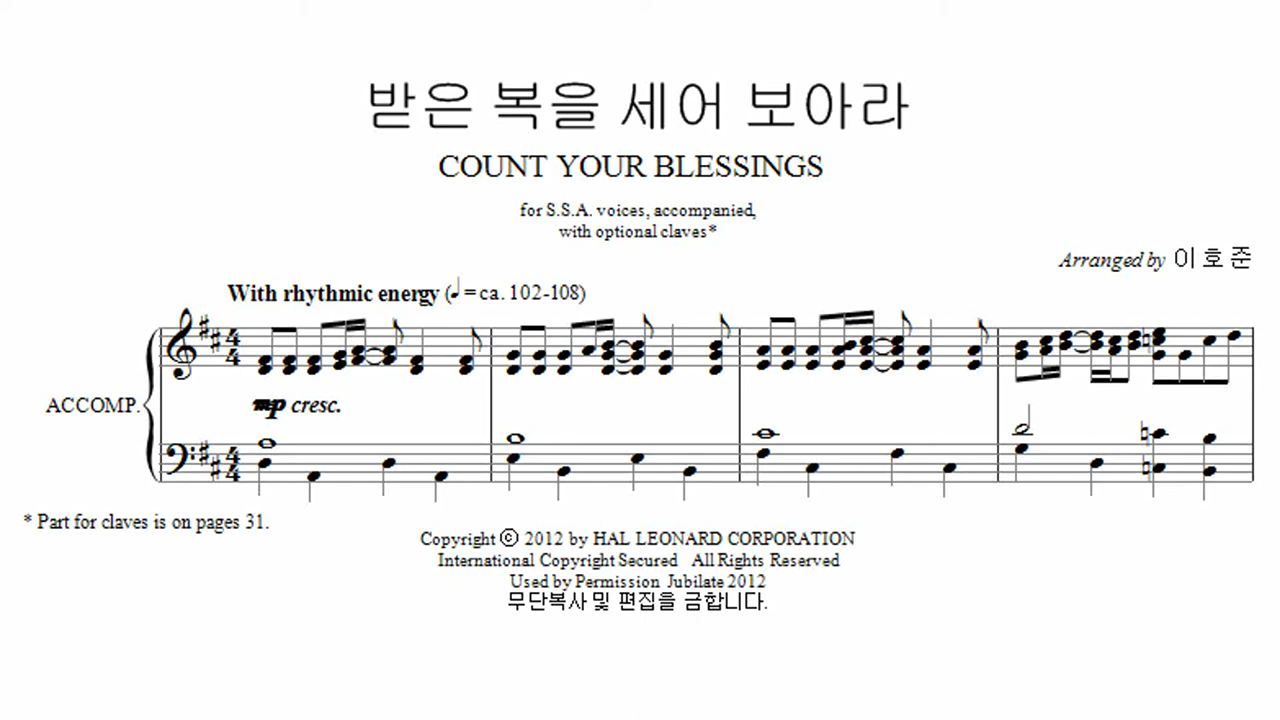 받은 복을 세어 보아라
COUNT YOUR BLESSINGS
for S.S.A. voices, accompanied,
with optional claves*
Arranged by 이 호 준
With rhythmic energy (♩ = ca. 102-108)
ACCOMP.
mp cresc.
* Part for claves is on pages 31.
Copyright © 2012 by HAL LEONARD CORPORATION
International Copyright Secured All Rights Reserved
Used by Permission Jubilate 2012
무단복사 및 편집을 금합니다.